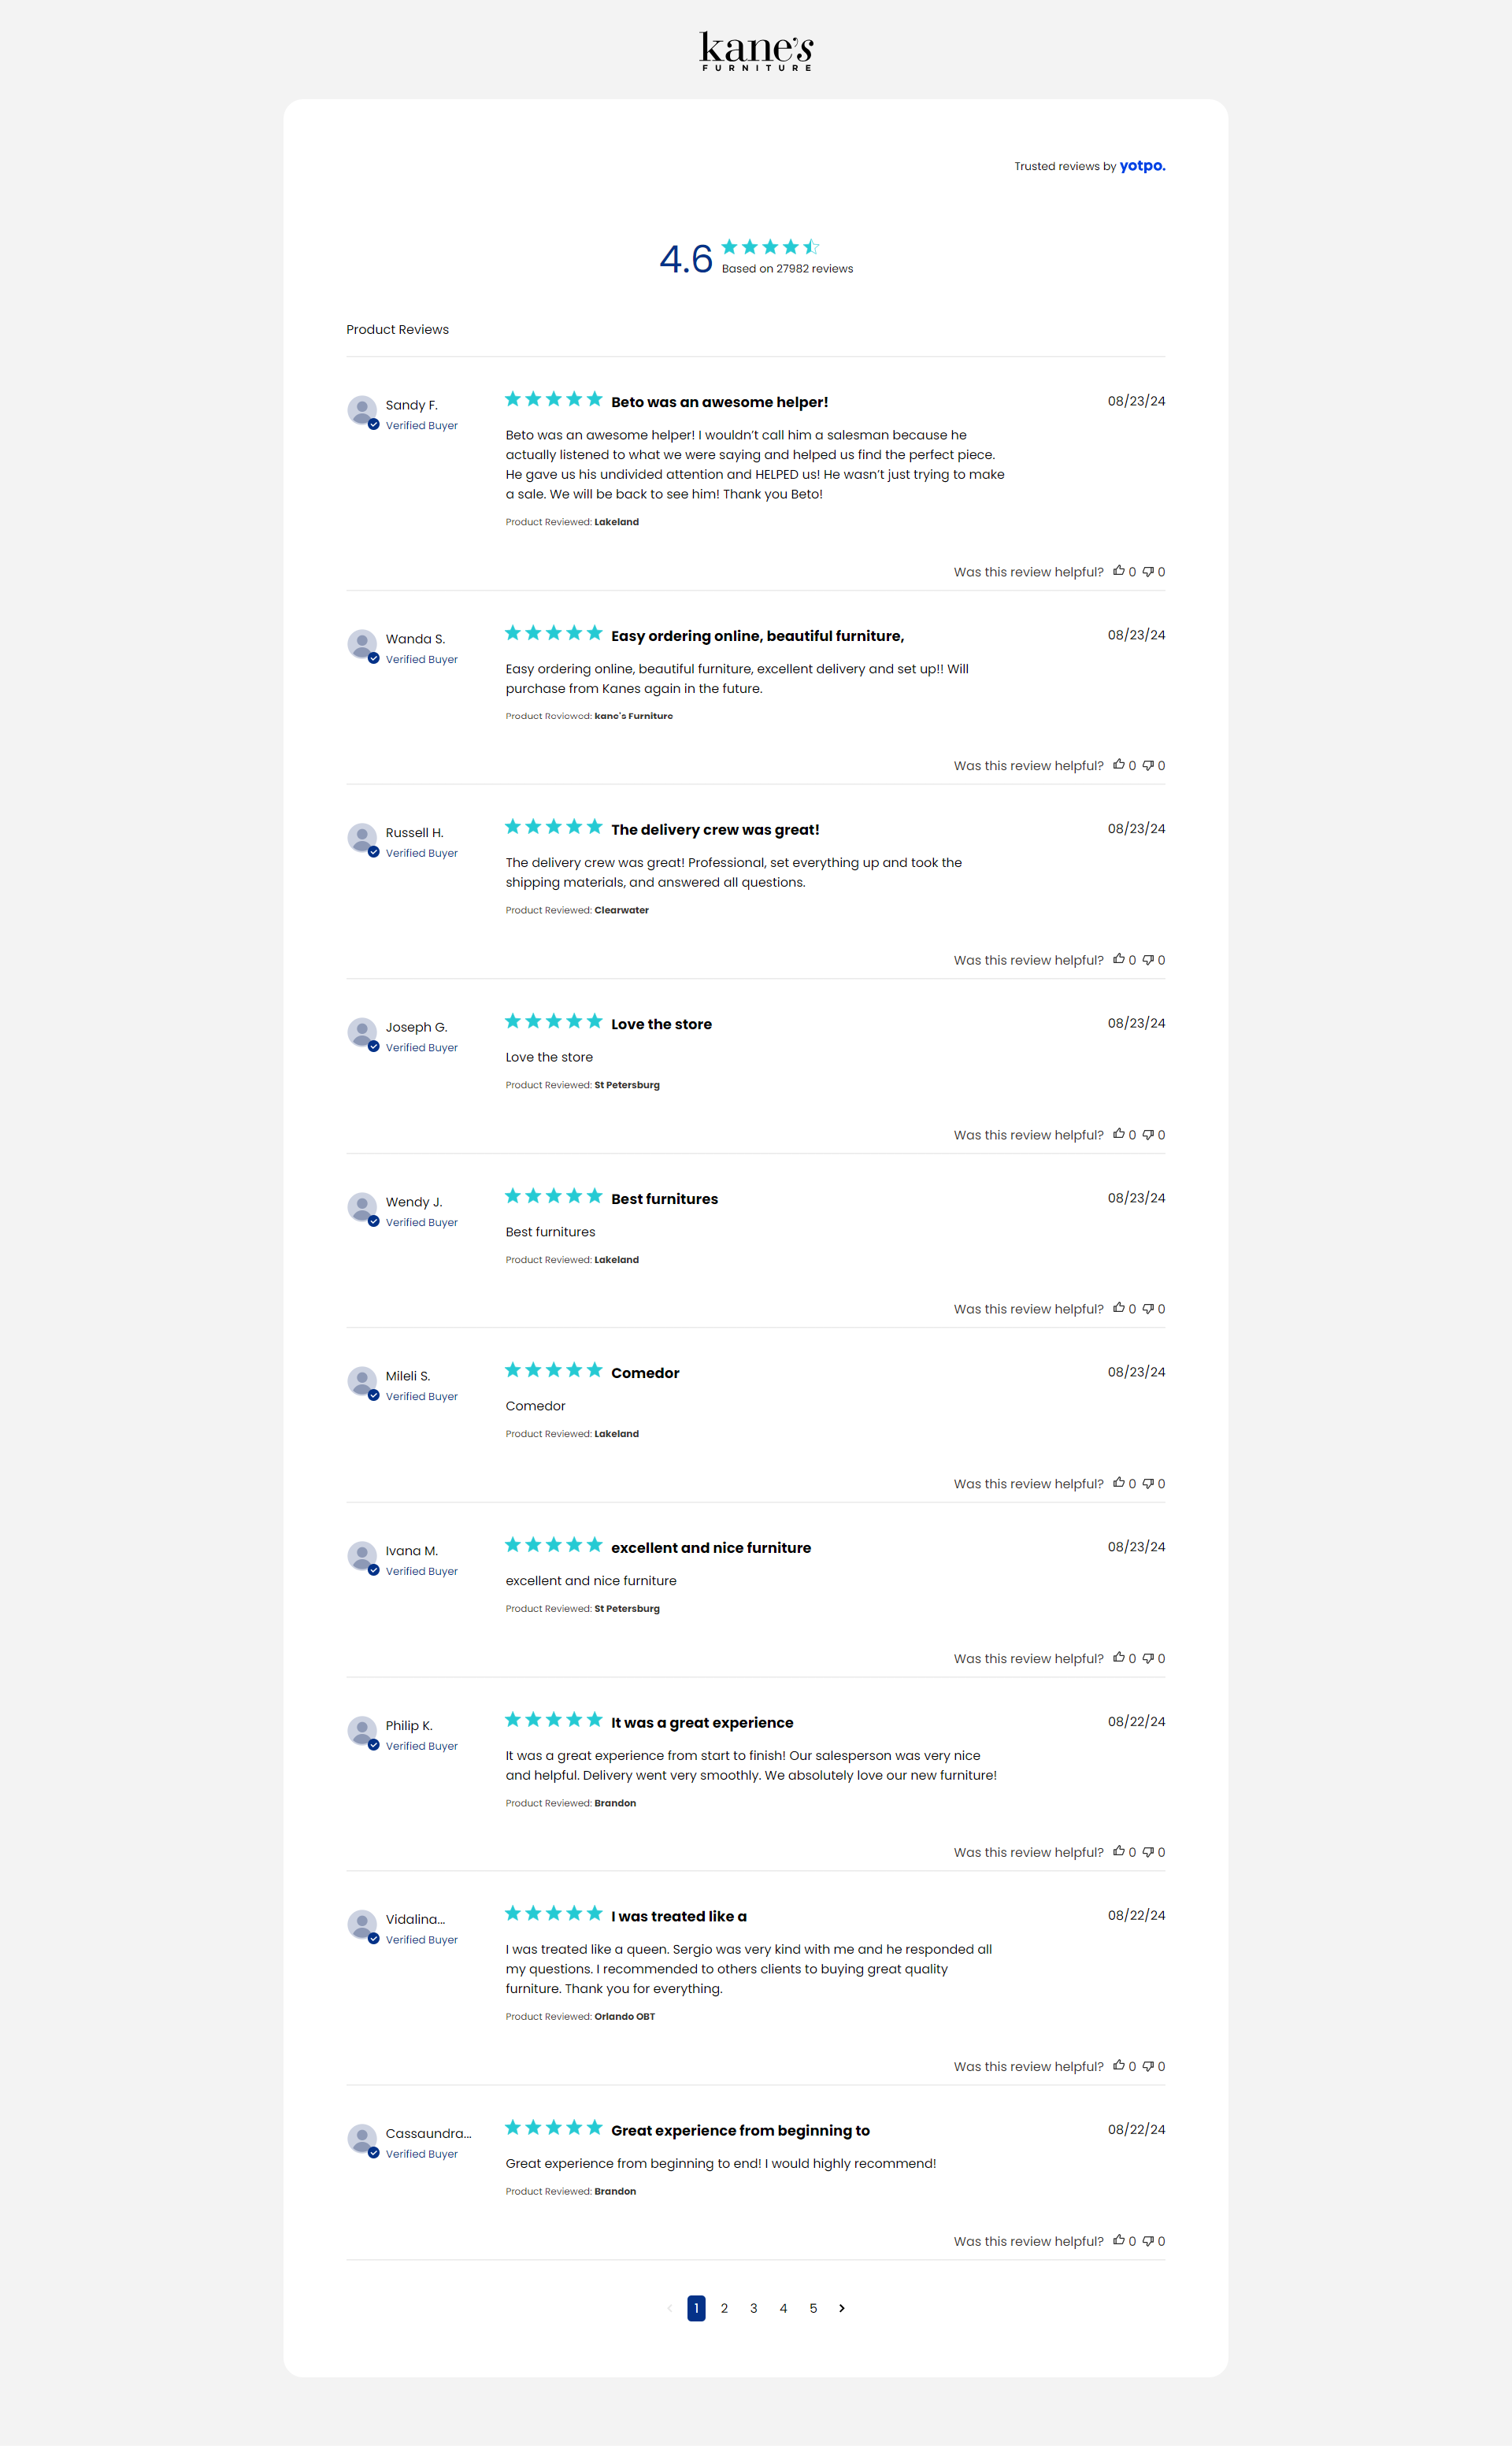 kane's
FURNITURE
Trusted reviews by yotpo.
4.6
Based on 27982 reviews
Product Reviews
Sandy F.
Verified Buyer
Beto was an awesome helper!
08/23/24
Beto was an awesome helper! I wouldn't call him a salesman because he
actually listened to what we were saying and helped us find the perfect piece.
He gave us his undivided attention and HELPED us! He wasn't just trying to make
a sale. We will be back to see him! Thank you Beto!
Product Reviewed: Lakeland
Was this review helpful? 0 0
Wanda S.
Verified Buyer
Easy ordering online, beautiful furniture,
08/23/24
Easy ordering online, beautiful furniture, excellent delivery and set up!! Will
purchase from Kanes again in the future.
Product Reviewed: kane's Furniture
Was this review helpful? 0 0
Russell H.
Verified Buyer
The delivery crew was great!
08/23/24
The delivery crew was great! Professional, set everything up and took the
shipping materials, and answered all questions.
Product Reviewed: Clearwater
Was this review helpful? 0 0
Joseph G.
Verified Buyer
Love the store
08/23/24
Love the store
Product Reviewed: St Petersburg
Was this review helpful? 0 0
Wendy J.
Verified Buyer
Best furnitures
08/23/24
Best furnitures
Product Reviewed: Lakeland
Was this review helpful? 0 0
Mileli S.
Verified Buyer
Comedor
08/23/24
Comedor
Product Reviewed: Lakeland
Was this review helpful? 0 0
Ivana M.
Verified Buyer
excellent and nice furniture
08/23/24
excellent and nice furniture
Product Reviewed: St Petersburg
Was this review helpful? 0 0
Philip K.
Verified Buyer
It was a great experience
08/22/24
It was a great experience from start to finish! Our salesperson was very nice
and helpful. Delivery went very smoothly. We absolutely love our new furniture!
Product Reviewed: Brandon
Was this review helpful? 0 0
Vidalina...
Verified Buyer
I was treated like a
08/22/24
I was treated like a queen. Sergio was very kind with me and he responded all
my questions. I recommended to others clients to buying great quality
furniture. Thank you for everything.
Product Reviewed: Orlando OBT
Was this review helpful? 0 0
Cassaundra...
Verified Buyer
Great experience from beginning to
08/22/24
Great experience from beginning to end! I would highly recommend!
Product Reviewed: Brandon
Was this review helpful? 0 0
1 2 3 4 5